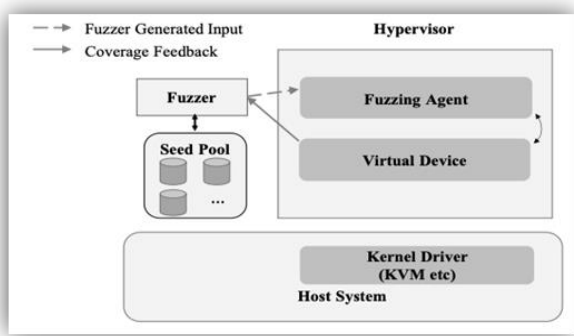 Fuzzer Generated Input
Coverage Feedback
Hypervisor
Fuzzer
Fuzzing Agent
Seed Pool
...
Virtual Device
Kernel Driver
(KVM etc)
Host System